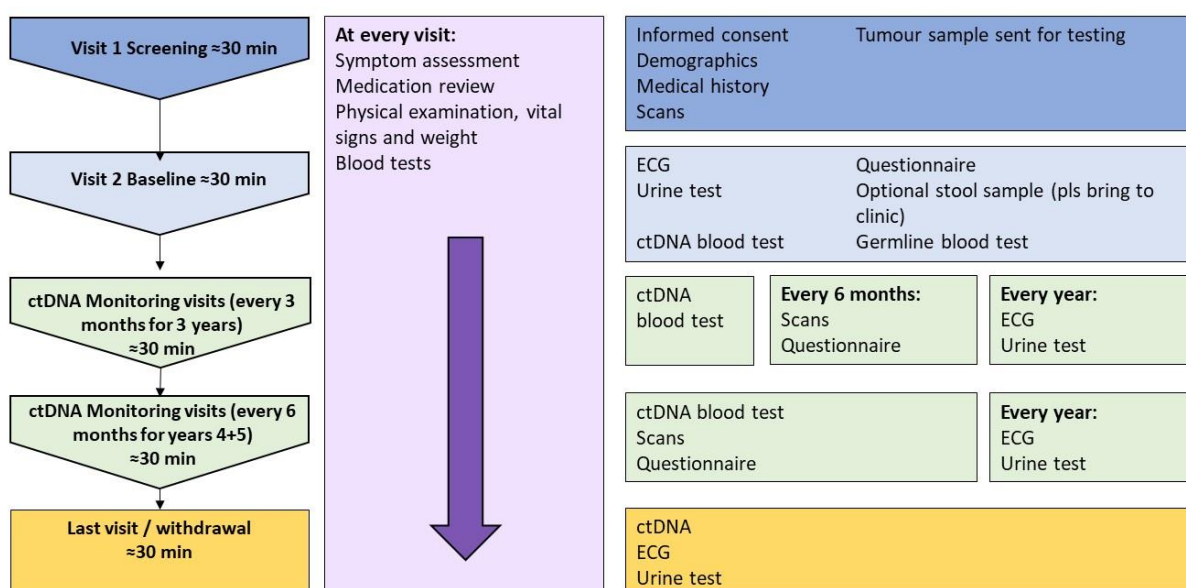 Visit 1 Screening ≈30 min
Visit 2 Baseline ≈30 min
ctDNA Monitoring visits (every 3
months for 3 years)
≈30 min
ctDNA Monitoring visits (every 6
months for years 4+5)
≈30 min
Last visit / withdrawal
≈30 min
At every visit:
Symptom assessment
Medication review
Physical examination, vital
signs and weight
Blood tests
Informed consent
Demographics
Medical history
Scans
Tumour sample sent for testing
ECG
Urine test
ctDNA blood test
Questionnaire
Optional stool sample (pls bring to
clinic)
Germline blood test
ctDNA
blood test
Every 6 months:
Scans
Questionnaire
Every year:
ECG
Urine test
ctDNA blood test
Scans
Questionnaire
Every year:
ECG
Urine test
ctDNA
ECG
Urine test